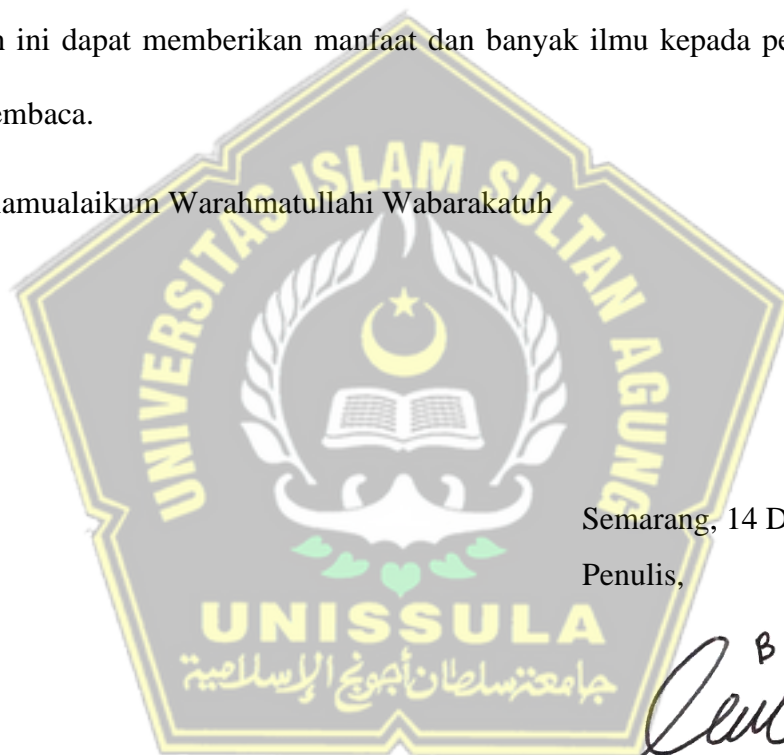 n ini dapat memberikan manfaat dan banyak ilmu kepada pe
embaca.
lamualaikum Warahmatullahi Wabarakatuh
UNIVERSITAS ISLAM SULTAN AGUNG
Semarang, 14 D
Penulis,
UNISSULA
جامعة سلطان أجونج الإسلامية
B